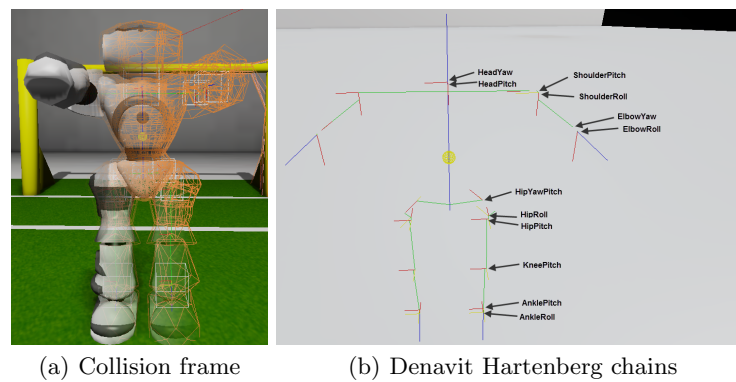 HeadYaw
HeadPitch
ShoulderPitch
ShoulderRoll
ElbowYaw
ElbowRoll
HipYawPitch
HipRoll
HipPitch
KneePitch
AnklePitch
AnkleRoll
(a) Collision frame
(b) Denavit Hartenberg chains